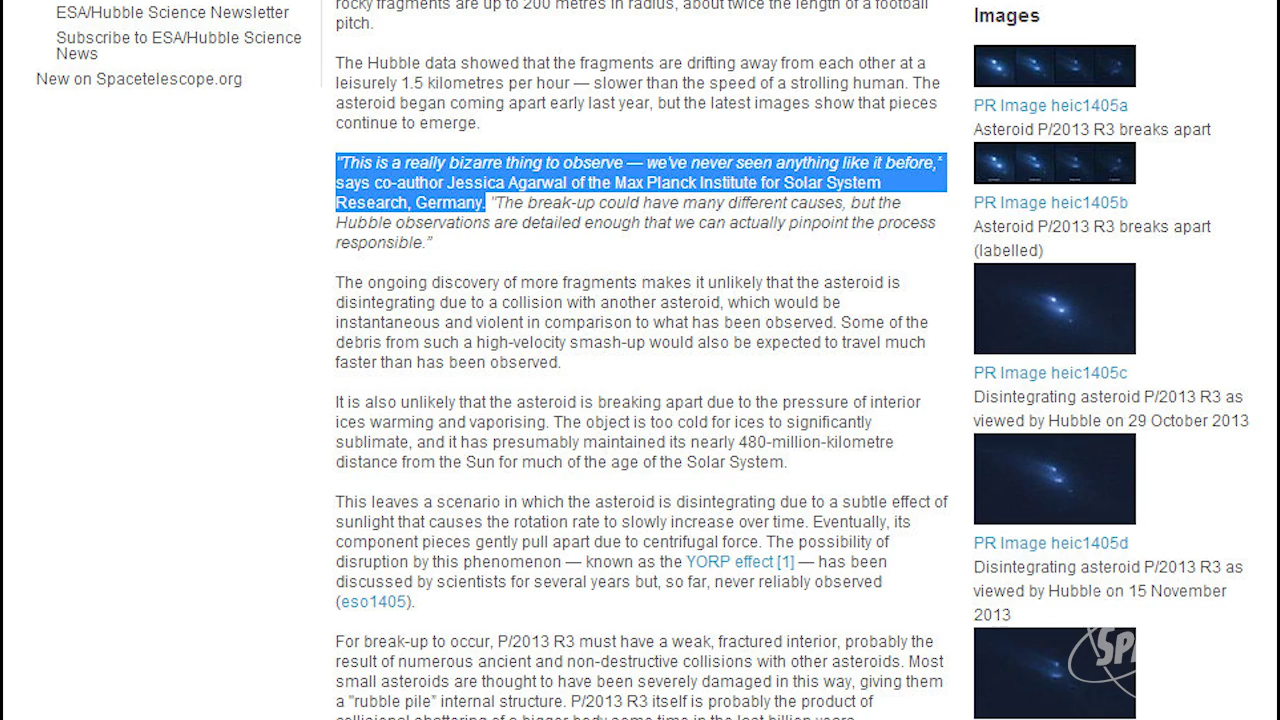 ESA/Hubble Science Newsletter
Subscribe to ESA/Hubble Science
News
New on Spacetelescope.org
rocky fragments are up to 200 metres in radius, about twice the length of a football
pitch.
The Hubble data showed that the fragments are drifting away from each other at a
leisurely 1.5 kilometres per hour — slower than the speed of a strolling human. The
asteroid began coming apart early last year, but the latest images show that pieces
continue to emerge.
"This is a really bizarre thing to observe — we've never seen anything like it before,"
says co-author Jessica Agarwal of the Max Planck Institute for Solar System
Research, Germany. "The break-up could have many different causes, but the
Hubble observations are detailed enough that we can actually pinpoint the process
responsible."
The ongoing discovery of more fragments makes it unlikely that the asteroid is
disintegrating due to a collision with another asteroid, which would be
instantaneous and violent in comparison to what has been observed. Some of the
debris from such a high-velocity smash-up would also be expected to travel much
faster than has been observed.
It is also unlikely that the asteroid is breaking apart due to the pressure of interior
ices warming and vaporising. The object is too cold for ices to significantly
sublimate, and it has presumably maintained its nearly 480-million-kilometre
distance from the Sun for much of the age of the Solar System.
This leaves a scenario in which the asteroid is disintegrating due to a subtle effect of
sunlight that causes the rotation rate to slowly increase over time. Eventually, its
component pieces gently pull apart due to centrifugal force. The possibility of
disruption by this phenomenon — known as the YORP effect [1] — has been
discussed by scientists for several years but, so far, never reliably observed
(eso1405).
For break-up to occur, P/2013 R3 must have a weak, fractured interior, probably the
result of numerous ancient and non-destructive collisions with other asteroids. Most
small asteroids are thought to have been severely damaged in this way, giving them
a "rubble pile" internal structure. P/2013 R3 itself is probably the product of
collisional shattering of a bigger body some time in the last billion years.
Images
PR Image heic1405a
Asteroid P/2013 R3 breaks apart
PR Image heic1405b
Asteroid P/2013 R3 breaks apart
(labelled)
PR Image heic1405c
Disintegrating asteroid P/2013 R3 as
viewed by Hubble on 29 October 2013
PR Image heic1405d
Disintegrating asteroid P/2013 R3 as
viewed by Hubble on 15 November
2013